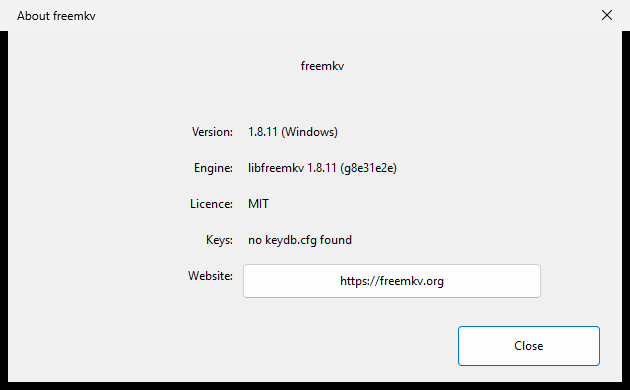 About freemkv
freemkv
Version: 1.8.11 (Windows)
Engine: libfreemkv 1.8.11 (g8e31e2e)
Licence: MIT
Keys: no keydb.cfg found
Website: https://freemkv.org
Close